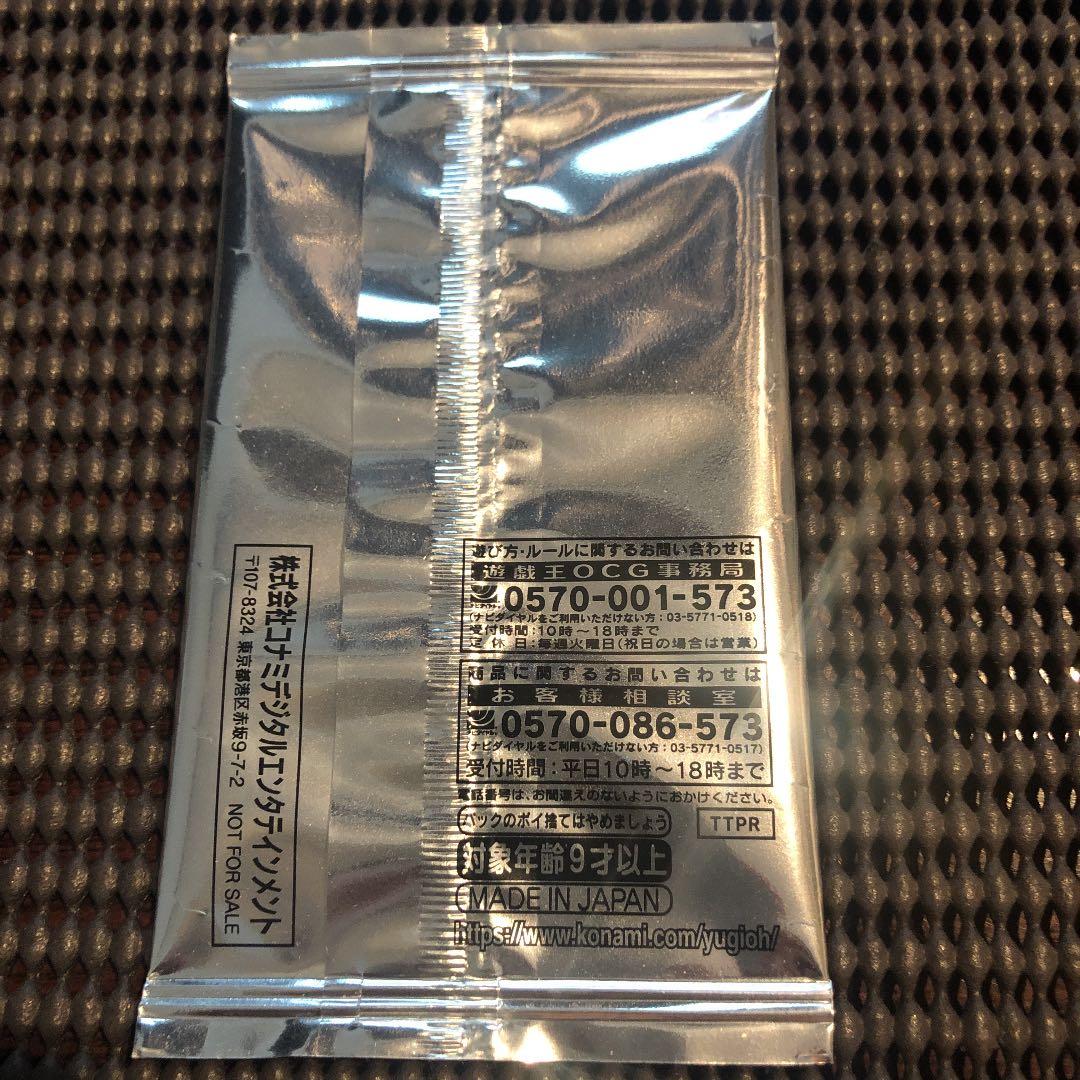 遊び方・ルールに関するお問い合わせは
遊戯王OCG事務局
0570-001-573
(ナビダイヤルをご利用いただけない方：03-5771-0518)
受付時間：10時～18時まで
受休日：毎週火曜日(祝日の場合は営業)
商品に関するお問い合わせは
お客様相談室
0570-086-573
(ナビダイヤルをご利用いただけない方：03-5771-0517)
受付時間：平日10時～18時まで
電話番号は、お間違えのないようにおかけください。
パックのポイ捨てはやめましょう
TTPR
対象年齢9才以上
MADE IN JAPAN
https://www.konami.com/yugioh/
株式会社コナミデジタルエンタテインメント
〒107-8324 東京都港区赤坂9-7-2 NOT FOR SALE